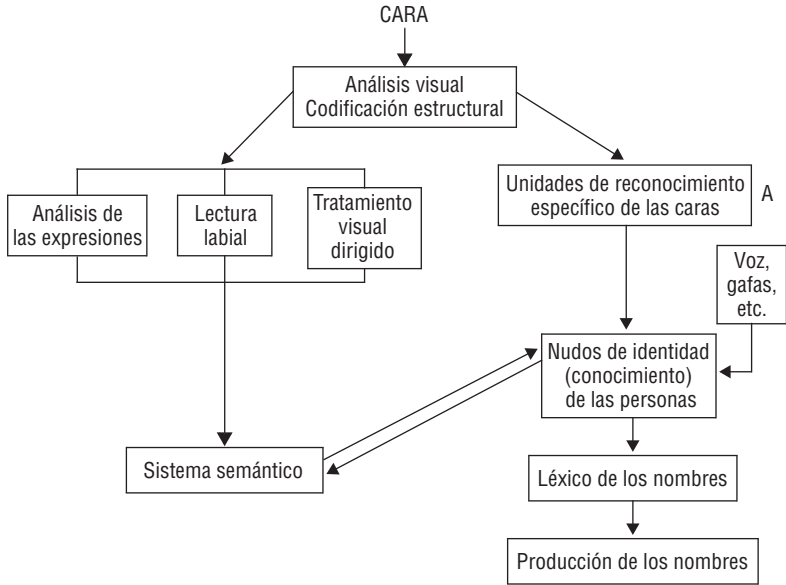 CARA
Análisis visual
Codificación estructural
Análisis de
las expresiones
Lectura
labial
Tratamiento
visual
dirigido
Unidades de reconocimiento
específico de las caras
A
Voz,
gafas,
etc.
Nudos de identidad
(conocimiento)
de las personas
Sistema semántico
Léxico de los nombres
Producción de los nombres